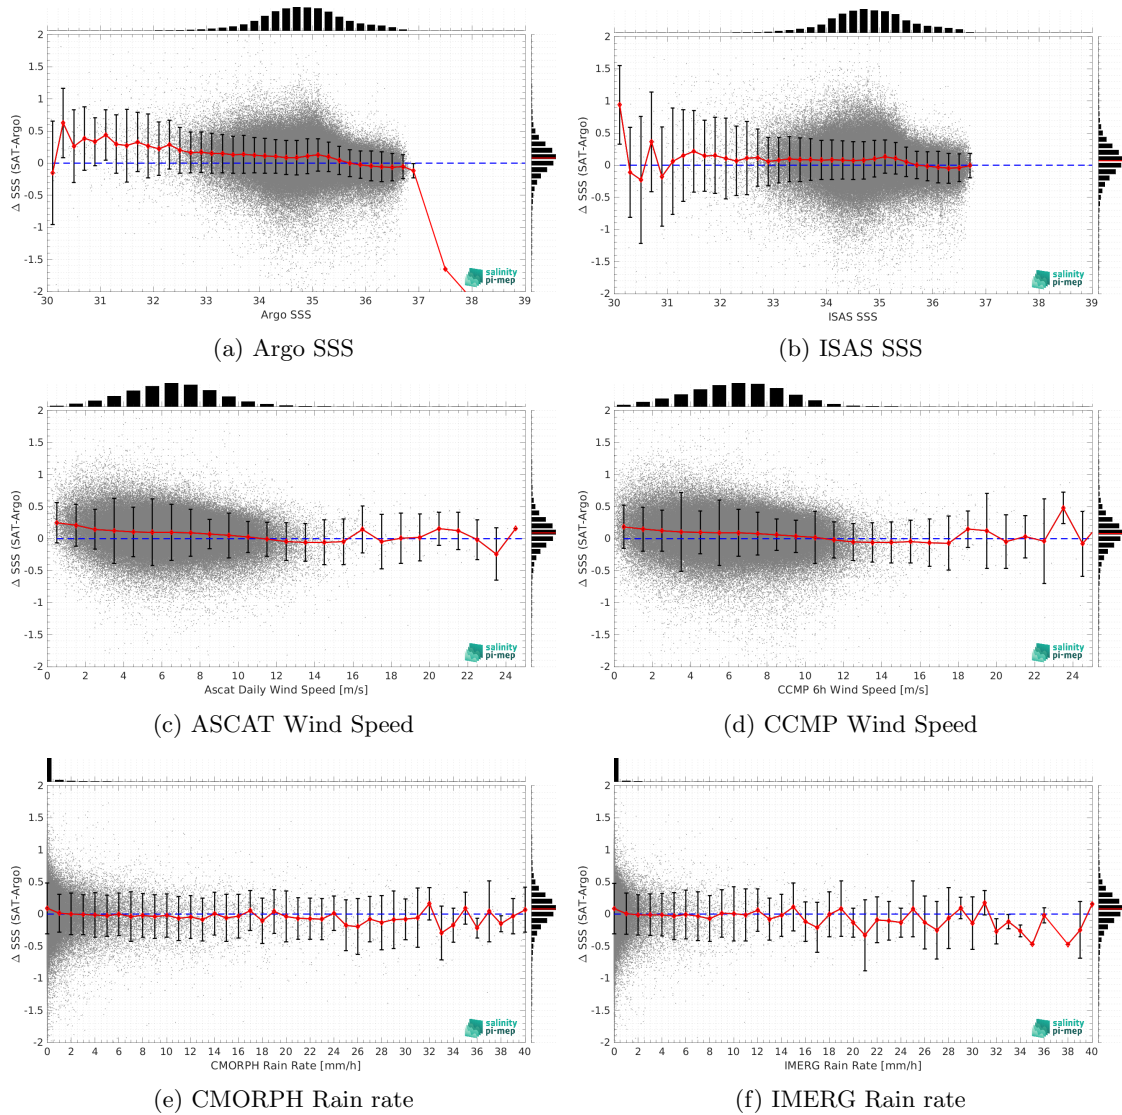 2
1.5
1
0.5
0
-0.5
-1
-1.5
-2
Δ SSS (SAT-Argo)
30 31 32 33 34 35 36 37 38 39
Argo SSS
salinity
pi-mep
(a) Argo SSS
2
1.5
1
0.5
0
-0.5
-1
-1.5
-2
Δ SSS (SAT-Argo)
30 31 32 33 34 35 36 37 38 39
ISAS SSS
salinity
pi-mep
(b) ISAS SSS
2
1.5
1
0.5
0
-0.5
-1
-1.5
-2
Δ SSS (SAT-Argo)
0 2 4 6 8 10 12 14 16 18 20 22 24
Ascat Daily Wind Speed [m/s]
salinity
pi-mep
(c) ASCAT Wind Speed
2
1.5
1
0.5
0
-0.5
-1
-1.5
-2
Δ SSS (SAT-Argo)
0 2 4 6 8 10 12 14 16 18 20 22 24
CCMP 6h Wind Speed [m/s]
salinity
pi-mep
(d) CCMP Wind Speed
2
1.5
1
0.5
0
-0.5
-1
-1.5
-2
Δ SSS (SAT-Argo)
0 2 4 6 8 10 12 14 16 18 20 22 24 26 28 30 32 34 36 38 40
CMORPH Rain Rate [mm/h]
salinity
pi-mep
(e) CMORPH Rain rate
2
1.5
1
0.5
0
-0.5
-1
-1.5
-2
Δ SSS (SAT-Argo)
0 2 4 6 8 10 12 14 16 18 20 22 24 26 28 30 32 34 36 38 40
IMERG Rain Rate [mm/h]
salinity
pi-mep
(f) IMERG Rain rate